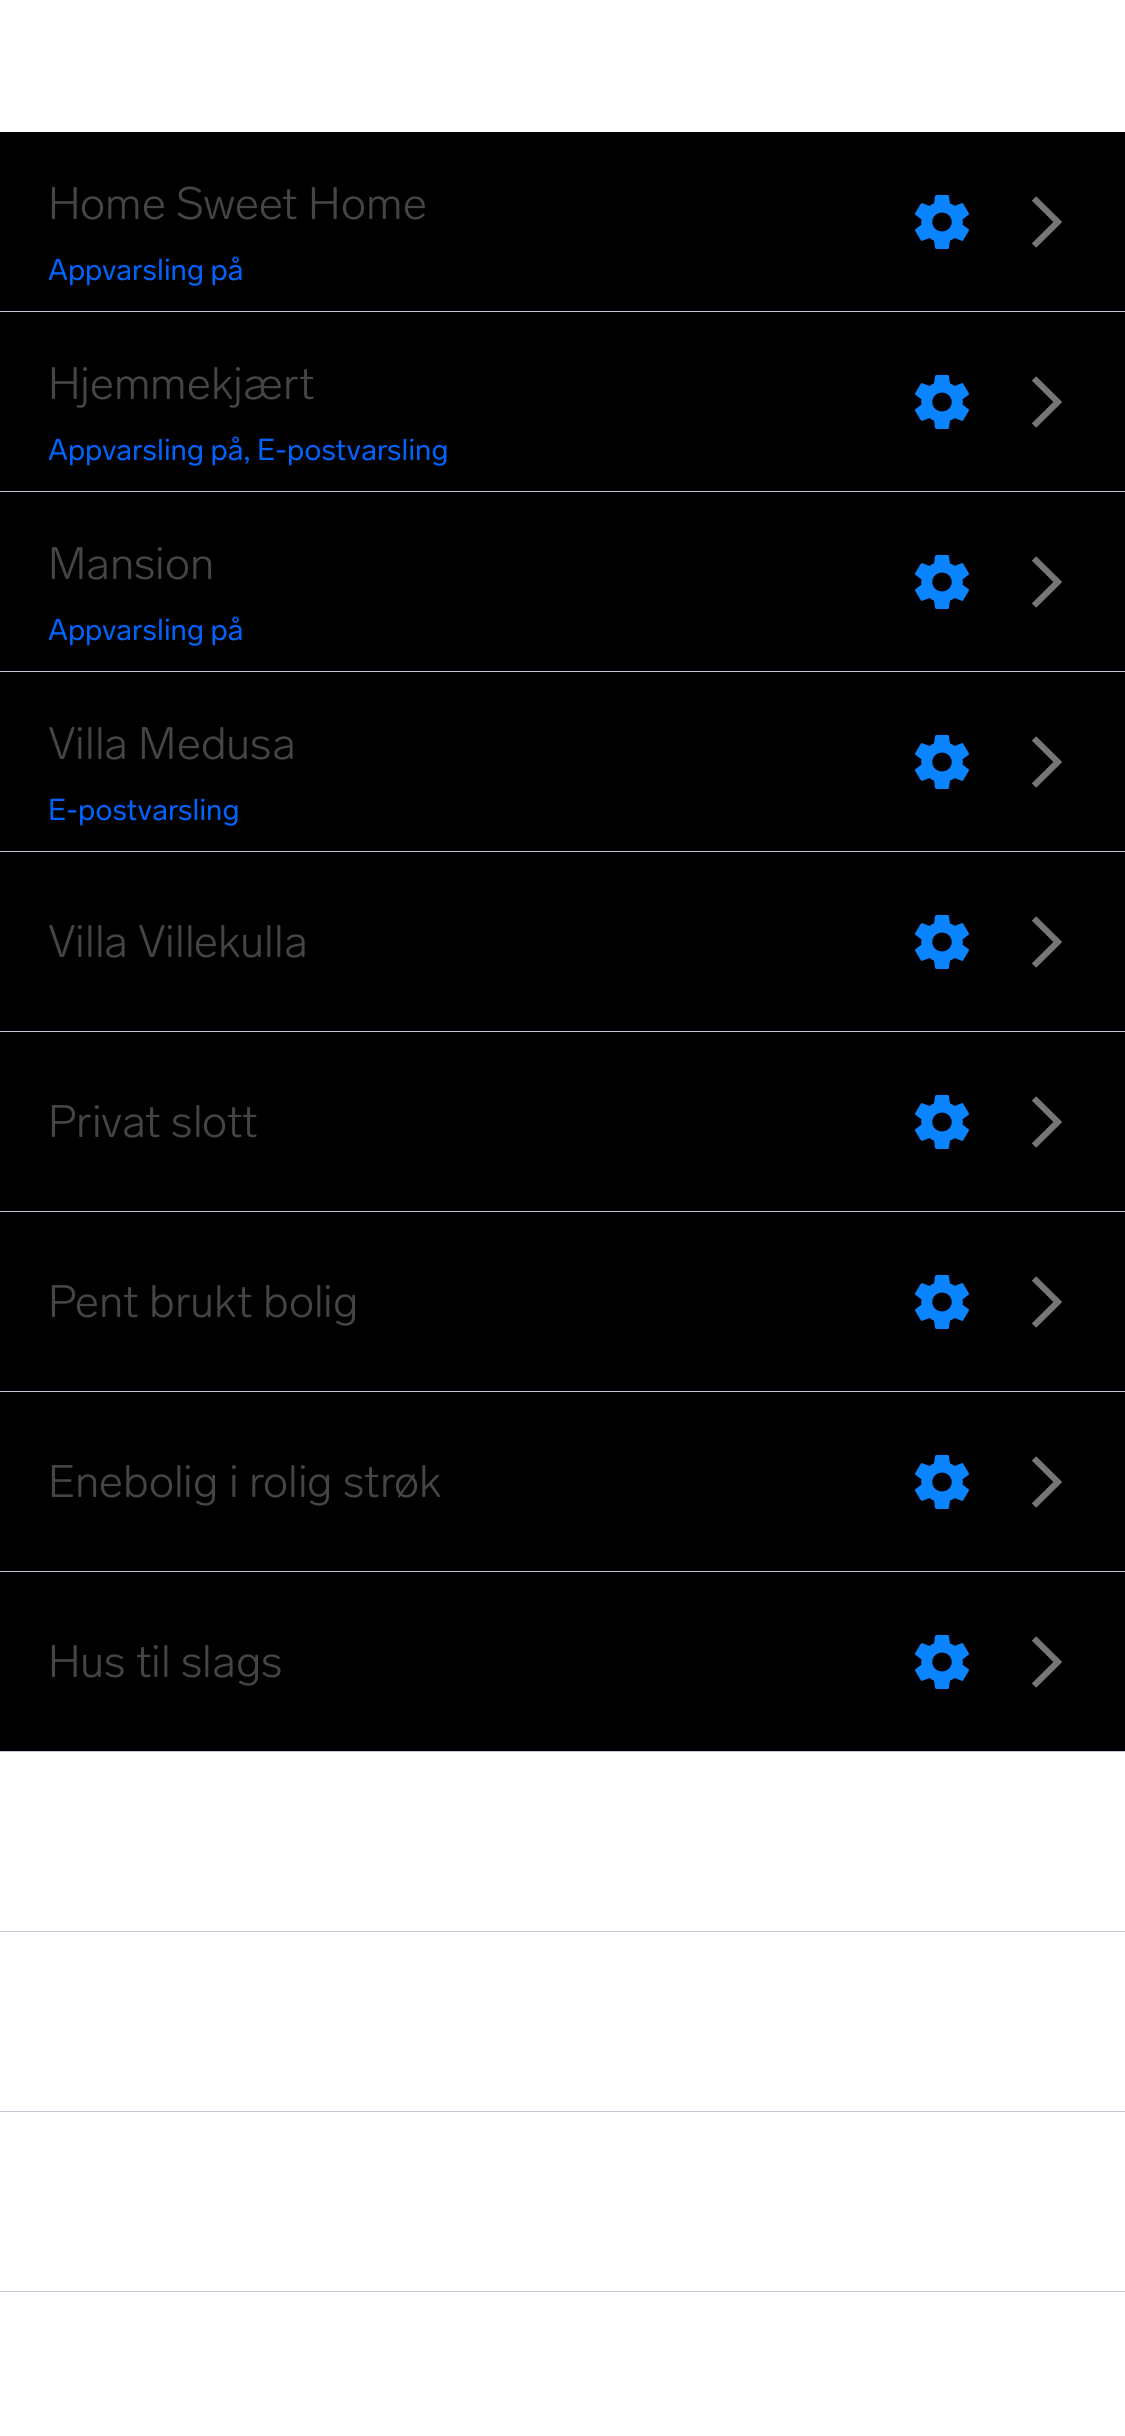 Home Sweet Home
Appvarsling på
Hjemmekjært
Appvarsling på, E-postvarsling
Mansion
Appvarsling på
Villa Medusa
E-postvarsling
Villa Villekulla
Privat slott
Pent brukt bolig
Enebolig i rolig strøk
Hus til slags